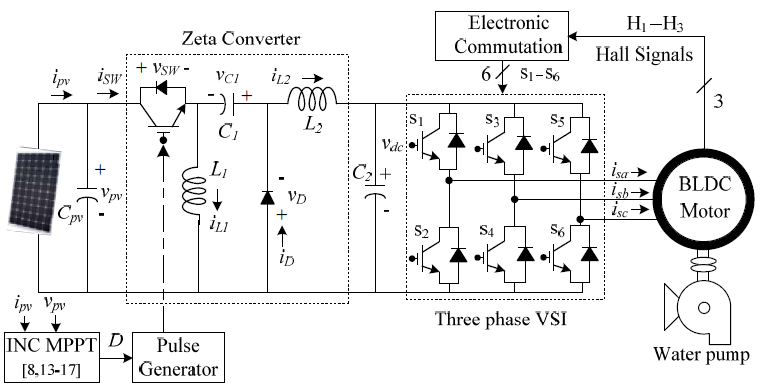 Electronic
Commutation
H1–H3
Hall Signals
6
s1–s6
3
Zeta Converter
ipv
iSW
+ vSW -
vC1
- +
C1
iL2
L2
L1
iL1
+
vpv
-
Cpv
-
vD
+
iD
C2
+
-
vdc
s1
s3
s5
s2
s4
s6
isa
isb
isc
BLDC
Motor
Three phase VSI
Water pump
ipv
vpv
INC MPPT
[8,13-17]
D
Pulse
Generator